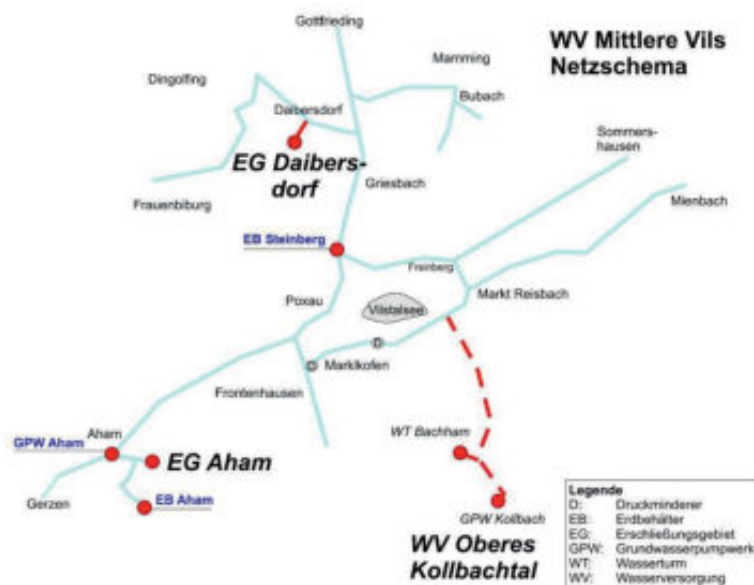 Gottfrieding
WV Mittlere Vils
Netzschema
Mamming
Dingolfing
Bubach
Daibersdorf
Sommers-
hausen
EG Daibers-
dorf
Griesbach
Mienbach
Frauenbiburg
EB Steinberg
Freinberg
Markt Reisbach
Poxau
Vilstalsee
D
D
Marklkofen
Frontenhausen
Aham
GPW Aham
EG Aham
WT Bachham
Gerzen
EB Aham
GPW Kollbach
WV Oberes
Kollbachtal
Legende
D: Druckminderer
EB: Erdbehälter
EG: Erschließungsgebiet
GPW: Grundwasserpumpwerk
WT: Wasserturm
WV: Wasserversorgung